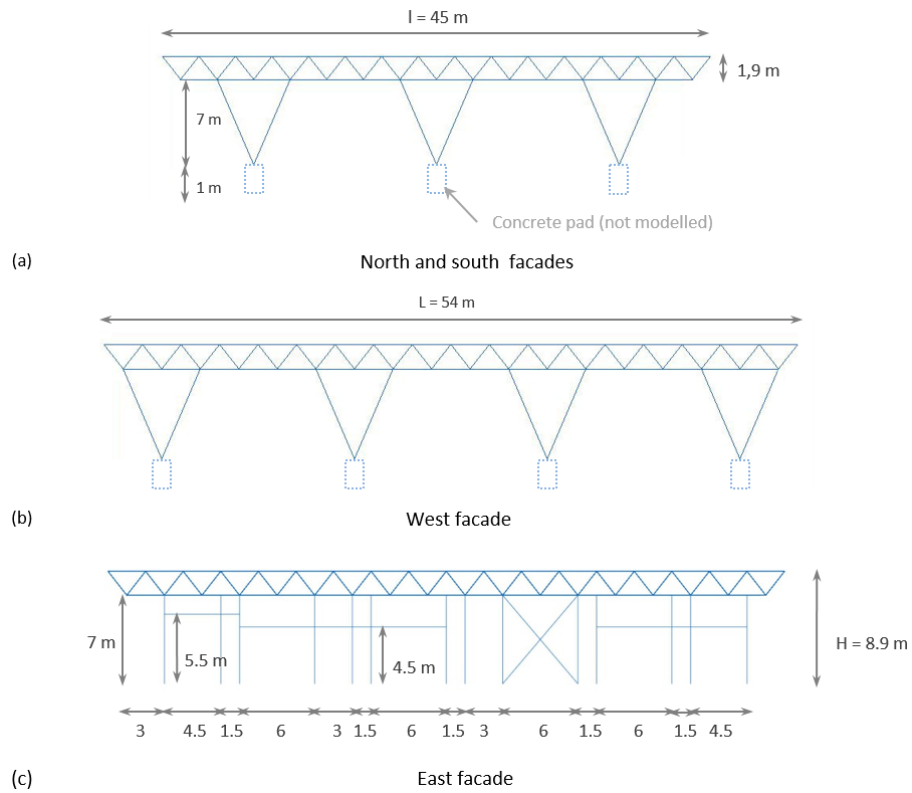 l = 45 m
1,9 m
7 m
1 m
Concrete pad (not modelled)
(a)
North and south facades
L = 54 m
(b)
West facade
7 m
5.5 m
4.5 m
H = 8.9 m
3 4.5 1.5 6 3 1.5 6 1.5 3 6 1.5 6 1.5 4.5
(c)
East facade